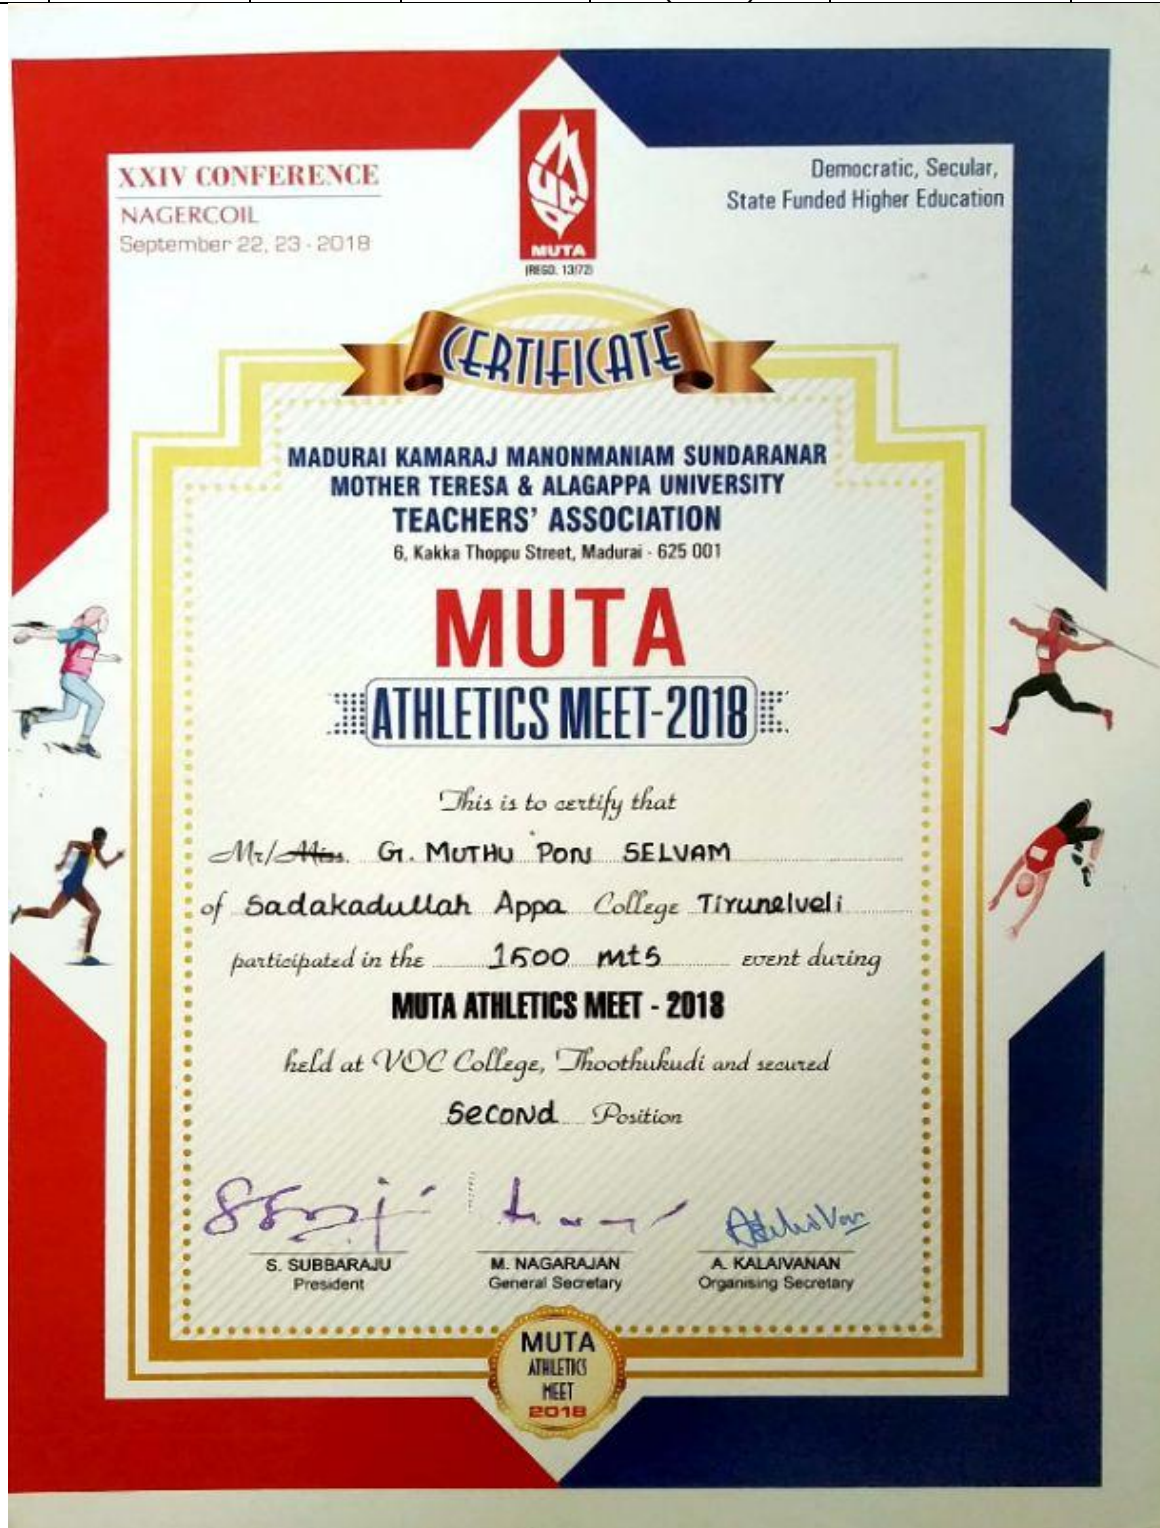 XXIV CONFERENCE
NAGERCOIL
September 22, 23 - 2018
MUTA
(REGD. 13/72)
Democratic, Secular,
State Funded Higher Education
CERTIFICATE
MADURAI KAMARAJ MANONMANIAM SUNDARANAR
MOTHER TERESA & ALAGAPPA UNIVERSITY
TEACHERS' ASSOCIATION
6, Kakka Thoppu Street, Madurai - 625 001
MUTA
ATHLETICS MEET-2018
This is to certify that
Mr/Miss. G. MUTHU PON SELVAM
of Sadakadullah Appa College Tirunelveli
participated in the 1500 mts event during
MUTA ATHLETICS MEET - 2018
held at VOC College, Thoothukudi and secured
Second Position
S. SUBBARAJU
President
M. NAGARAJAN
General Secretary
A. KALAIVANAN
Organising Secretary
MUTA
ATHLETICS
MEET
2018